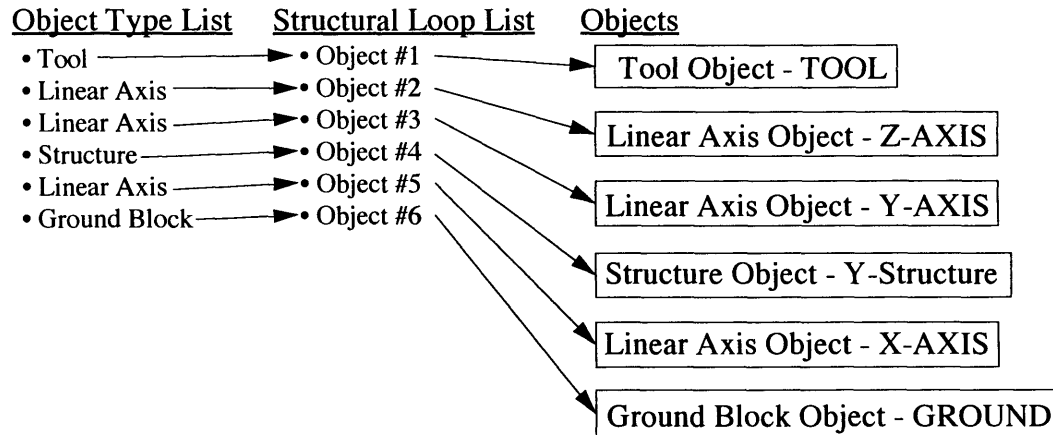 Object Type List Structural Loop List Objects
• Tool
• Linear Axis
• Linear Axis
• Structure
• Linear Axis
• Ground Block
• Object #1
• Object #2
• Object #3
• Object #4
• Object #5
• Object #6
Tool Object - TOOL
Linear Axis Object - Z-AXIS
Linear Axis Object - Y-AXIS
Structure Object - Y-Structure
Linear Axis Object - X-AXIS
Ground Block Object - GROUND